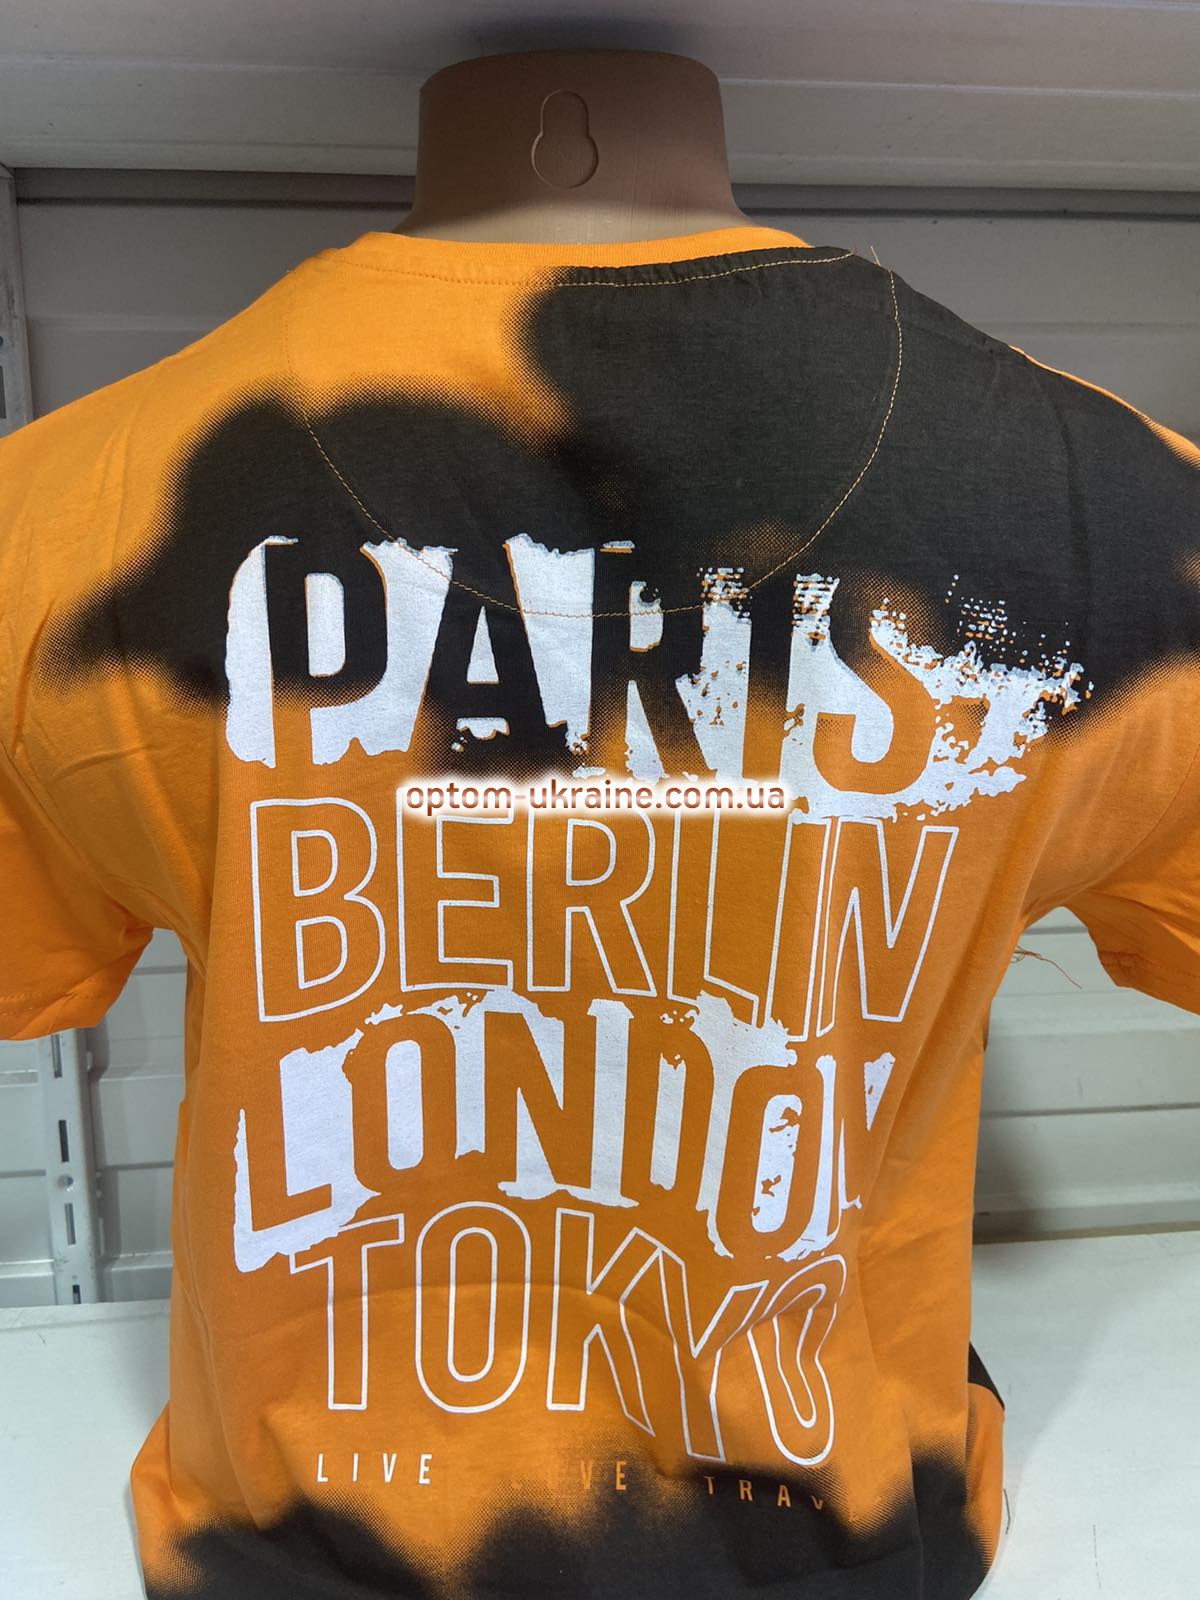 PARIS
optom-ukraine.com.ua
BERLIN
LONDON
TOKYO
LIVE